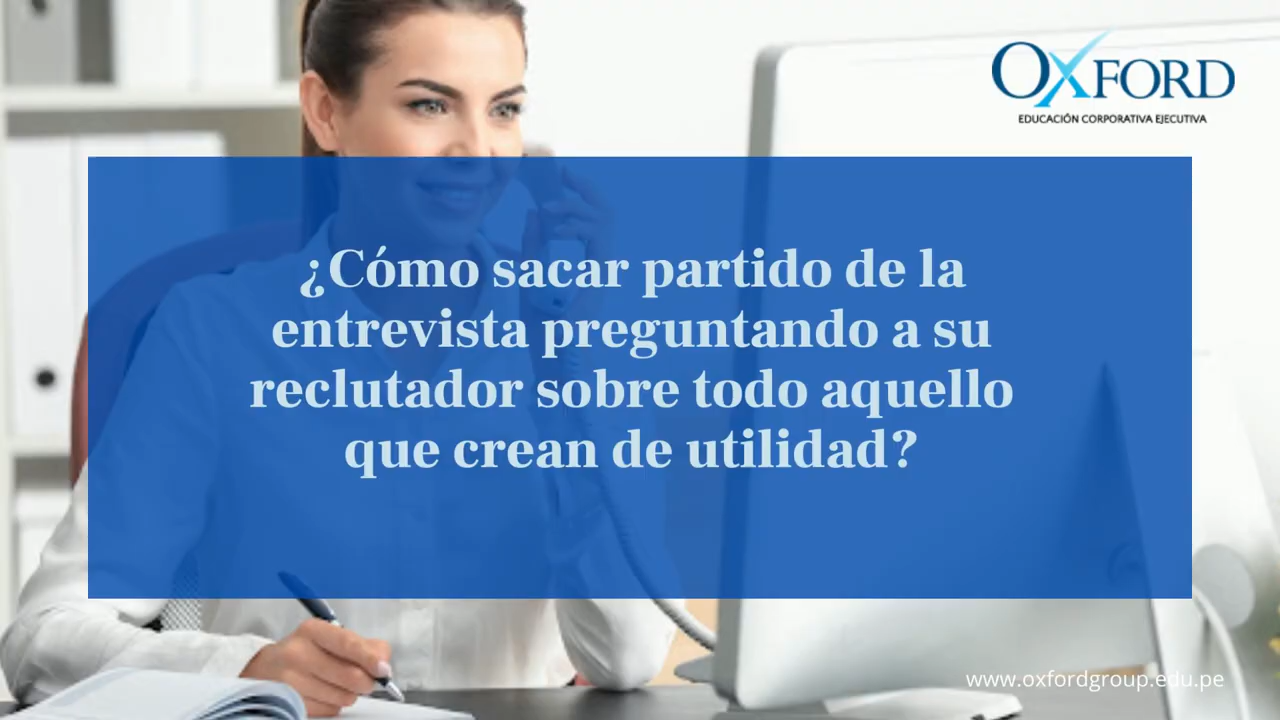 OXFORD
EDUCACIÓN CORPORATIVA EJECUTIVA
¿Cómo sacar partido de la
entrevista preguntando a su
reclutador sobre todo aquello
que crean de utilidad?
www.oxfordgroup.edu.pe